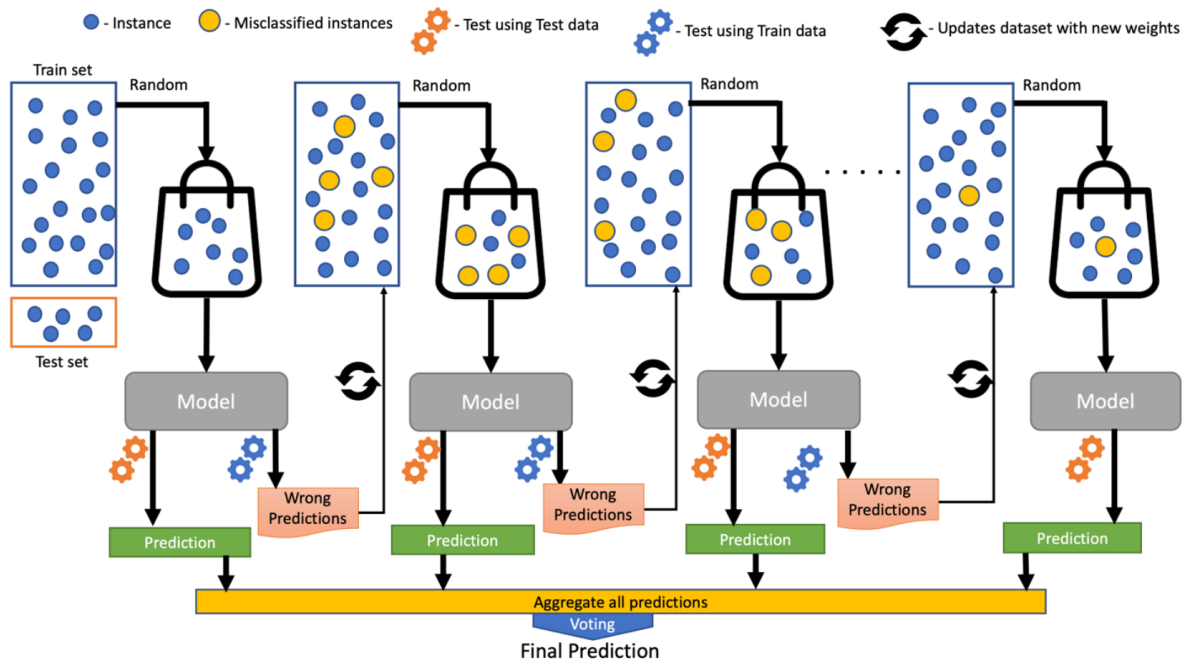 - Instance
- Misclassified instances
- Test using Test data
- Test using Train data
- Updates dataset with new weights
Train set
Random
Random
Random
Random
Test set
Model
Model
Model
Model
Wrong
Predictions
Wrong
Predictions
Wrong
Predictions
Prediction
Prediction
Prediction
Prediction
Aggregate all predictions
Voting
Final Prediction